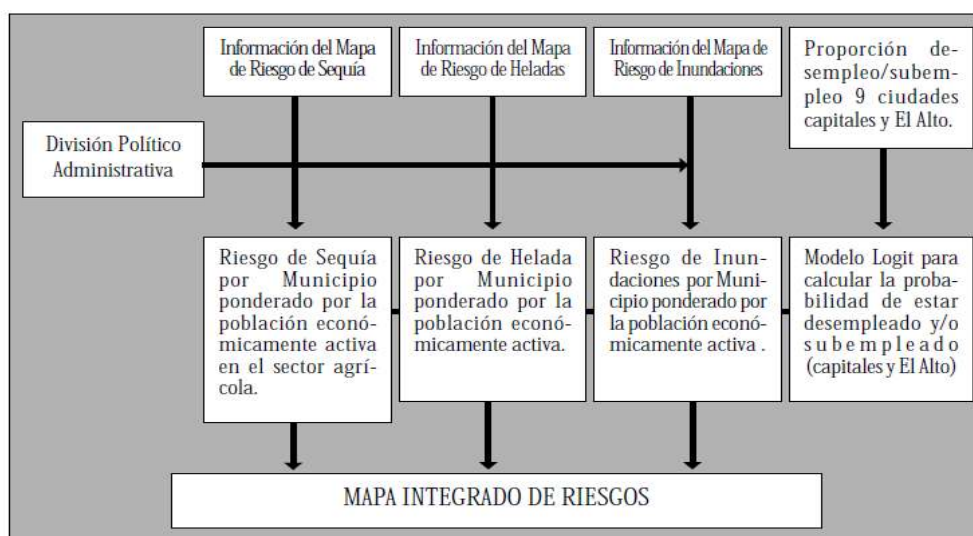 Información del Mapa
de Riesgo de Sequía
Información del Mapa
de Riesgo de Heladas
Información del Mapa de
Riesgo de Inundaciones
Proporción de-
sempleo/subem-
pleo 9 ciudades
capitales y El Alto.
División Político
Administrativa
Riesgo de Sequía
por Municipio
ponderado por la
población econó-
micamente activa
en el sector agrí-
cola.
Riesgo de Helada
por Municipio
ponderado por la
población econó-
micamente activa.
Riesgo de Inun-
daciones por Muni-
cipio ponderado por
la población econó-
micamente activa .
Modelo Logit para
calcular la proba-
bilidad de estar
desempleado y/o
subempleado
(capitales y El Alto)
MAPA INTEGRADO DE RIESGOS